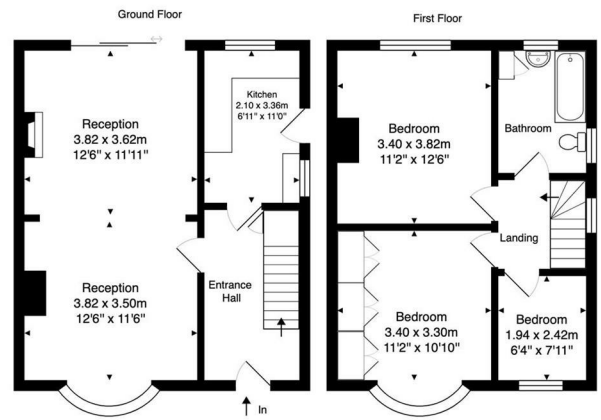 Ground Floor
First Floor
Kitchen
2.10 x 3.36m
6'11" x 11'0"
Reception
3.82 x 3.62m
12'6" x 11'11"
Bedroom
3.40 x 3.82m
11'2" x 12'6"
Bathroom
Landing
Entrance
Hall
Reception
3.82 x 3.50m
12'6" x 11'6"
Bedroom
3.40 x 3.30m
11'2" x 10'10"
Bedroom
1.94 x 2.42m
6'4" x 7'11"
In